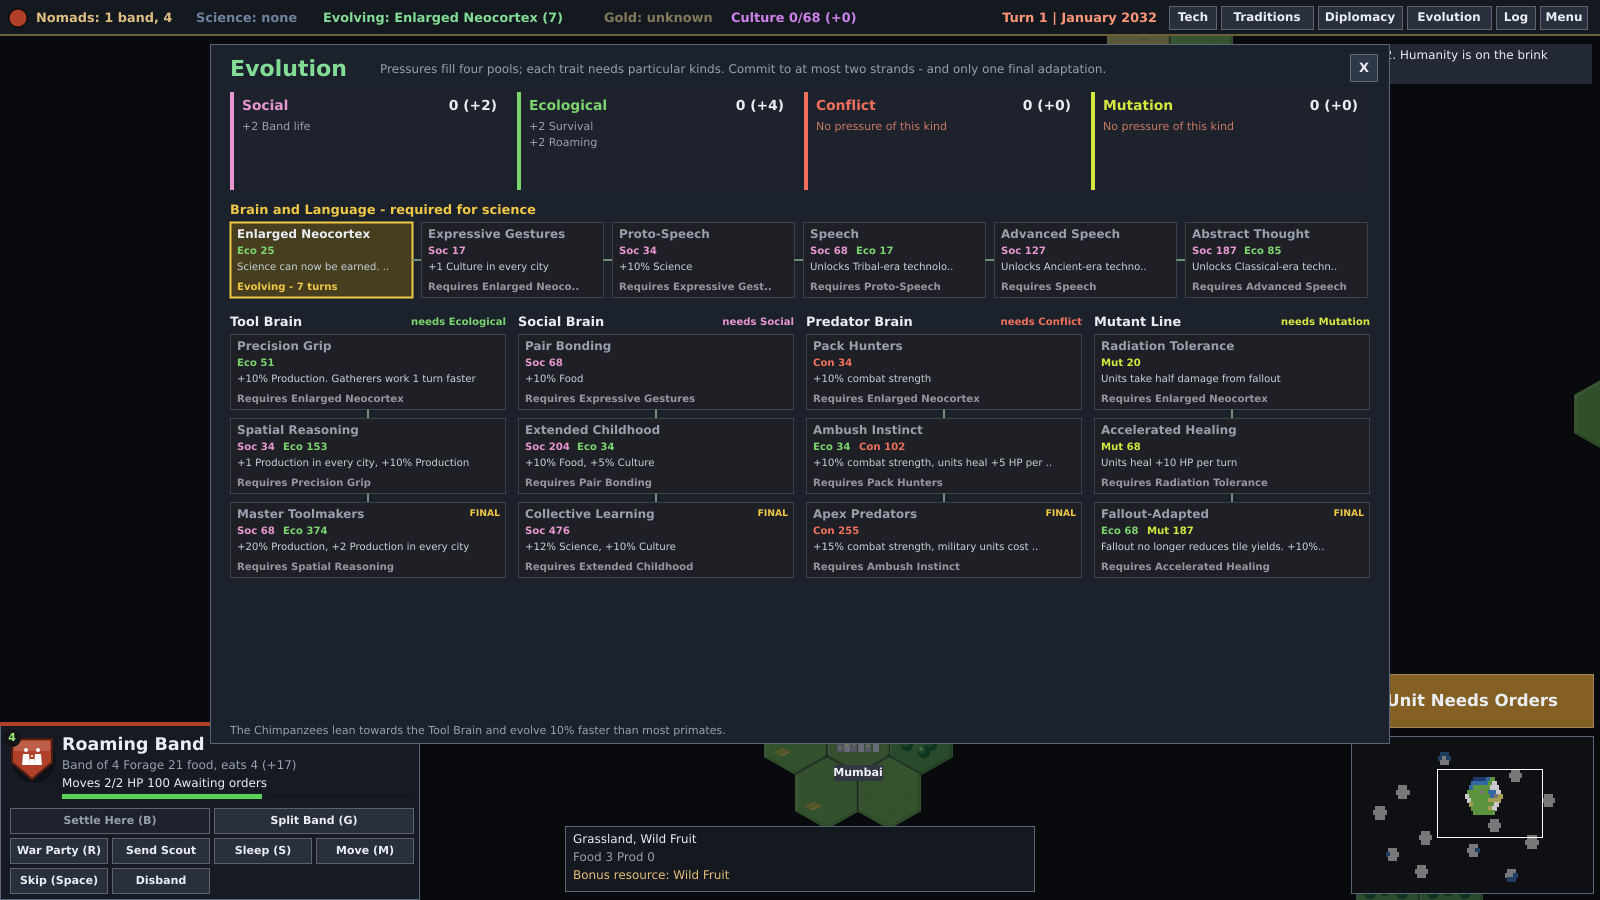 Nomads: 1 band, 4
Science: none
Evolving: Enlarged Neocortex (7)
Gold: unknown
Culture 0/68 (+0)
Turn 1 | January 2032
Tech
Traditions
Diplomacy
Evolution
Log
Menu
. Humanity is on the brink
Evolution
Pressures fill four pools; each trait needs particular kinds. Commit to at most two strands - and only one final adaptation.
X
Social 0 (+2)
+2 Band life
Ecological 0 (+4)
+2 Survival
+2 Roaming
Conflict 0 (+0)
No pressure of this kind
Mutation 0 (+0)
No pressure of this kind
Brain and Language - required for science
Enlarged Neocortex
Eco 25
Science can now be earned. ..
Evolving - 7 turns
Expressive Gestures
Soc 17
+1 Culture in every city
Requires Enlarged Neoco..
Proto-Speech
Soc 34
+10% Science
Requires Expressive Gest..
Speech
Soc 68 Eco 17
Unlocks Tribal-era technolo..
Requires Proto-Speech
Advanced Speech
Soc 127
Unlocks Ancient-era techno..
Requires Speech
Abstract Thought
Soc 187 Eco 85
Unlocks Classical-era techn..
Requires Advanced Speech
Tool Brain needs Ecological
Precision Grip
Eco 51
+10% Production. Gatherers work 1 turn faster
Requires Enlarged Neocortex
Spatial Reasoning
Soc 34 Eco 153
+1 Production in every city, +10% Production
Requires Precision Grip
Master Toolmakers FINAL
Soc 68 Eco 374
+20% Production, +2 Production in every city
Requires Spatial Reasoning
Social Brain needs Social
Pair Bonding
Soc 68
+10% Food
Requires Expressive Gestures
Extended Childhood
Soc 204 Eco 34
+10% Food, +5% Culture
Requires Pair Bonding
Collective Learning FINAL
Soc 476
+12% Science, +10% Culture
Requires Extended Childhood
Predator Brain needs Conflict
Pack Hunters
Con 34
+10% combat strength
Requires Enlarged Neocortex
Ambush Instinct
Eco 34 Con 102
+10% combat strength, units heal +5 HP per ..
Requires Pack Hunters
Apex Predators FINAL
Con 255
+15% combat strength, military units cost ..
Requires Ambush Instinct
Mutant Line needs Mutation
Radiation Tolerance
Mut 20
Units take half damage from fallout
Requires Enlarged Neocortex
Accelerated Healing
Mut 68
Units heal +10 HP per turn
Requires Radiation Tolerance
Fallout-Adapted FINAL
Eco 68 Mut 187
Fallout no longer reduces tile yields. +10%..
Requires Accelerated Healing
The Chimpanzees lean towards the Tool Brain and evolve 10% faster than most primates.
Unit Needs Orders
4
Roaming Band
Band of 4 Forage 21 food, eats 4 (+17)
Moves 2/2 HP 100 Awaiting orders
Settle Here (B)
Split Band (G)
War Party (R)
Send Scout
Sleep (S)
Move (M)
Skip (Space)
Disband
Mumbai
Grassland, Wild Fruit
Food 3 Prod 0
Bonus resource: Wild Fruit